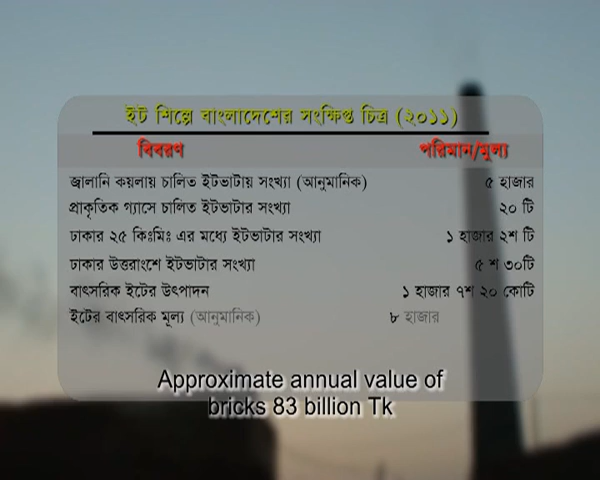 ইট শিল্পে বাংলাদেশের সংক্ষিপ্ত চিত্র (২০১১)
বিবরণ পরিমান/মুল্য
জ্বালানি কয়লায় চালিত ইটভাটায় সংখ্যা (আনুমানিক) ৫ হাজার
প্রাকৃতিক গ্যাসে চালিত ইটভাটার সংখ্যা ২০ টি
ঢাকার ২৫ কিঃমিঃ এর মধ্যে ইটভাটার সংখ্যা ১ হাজার ২শ টি
ঢাকার উত্তরাংশে ইটভাটার সংখ্যা ৫ শ ৩০টি
বাৎসরিক ইটের উৎপাদন ১ হাজার ৭শ ২০ কোটি
ইটের বাৎসরিক মূল্য (আনুমানিক) ৮ হাজার
Approximate annual value of
bricks 83 billion Tk